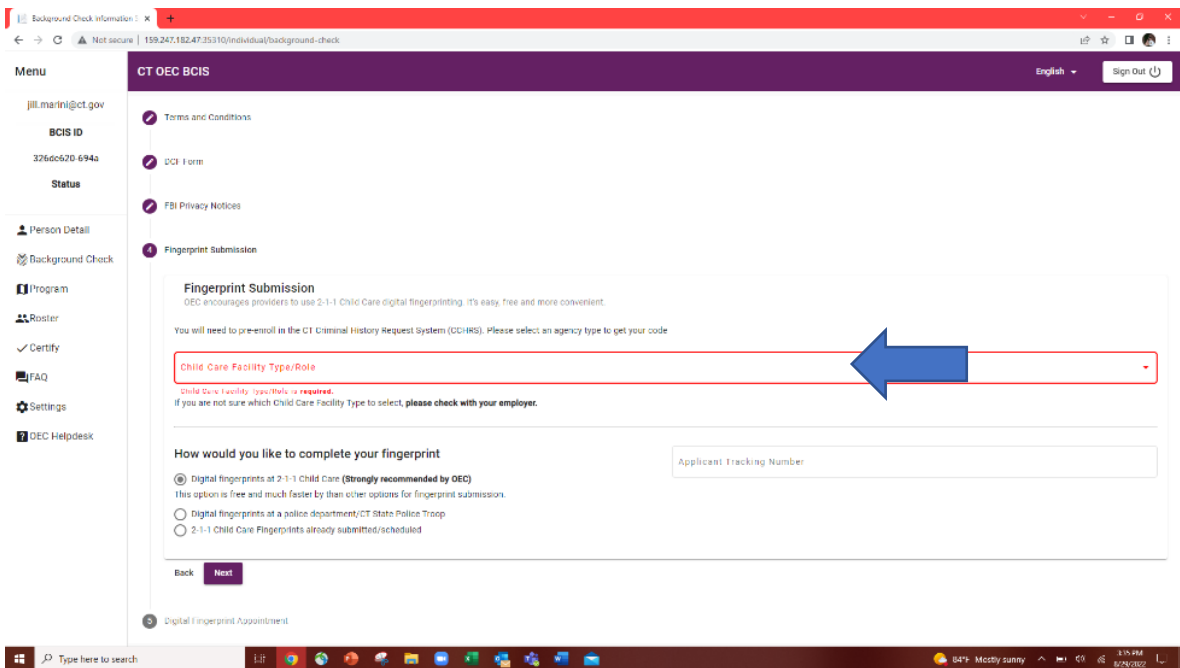 Background Check Information
Not secure | 159.247.182.47:35310/individual/background-check
Menu
CT OEC BCIS
English
Sign Out
jill.marini@ct.gov
BCIS ID
326dc620-694a
Status
Person Detail
Background Check
Program
Roster
Certify
FAQ
Settings
OEC Helpdesk
Terms and Conditions
DCF Form
FBI Privacy Notices
4 Fingerprint Submission
Fingerprint Submission
OEC encourages providers to use 2-1-1 Child Care digital fingerprinting. It's easy, free and more convenient.
You will need to pre-enroll in the CT Criminal History Request System (CCHRS). Please select an agency type to get your code
Child Care Facility Type/Role
Child Care Facility Type/Role is required.
If you are not sure which Child Care Facility Type to select, please check with your employer.
How would you like to complete your fingerprint
Applicant Tracking Number
Digital fingerprints at 2-1-1 Child Care (Strongly recommended by OEC)
This option is free and much faster by than other options for fingerprint submission.
Digital fingerprints at a police department/CT State Police Troop
2-1-1 Child Care Fingerprints already submitted/scheduled
Back
Next
5 Digital Fingerprint Appointment
Type here to search
84°F Mostly sunny
3:15 PM
8/29/2022